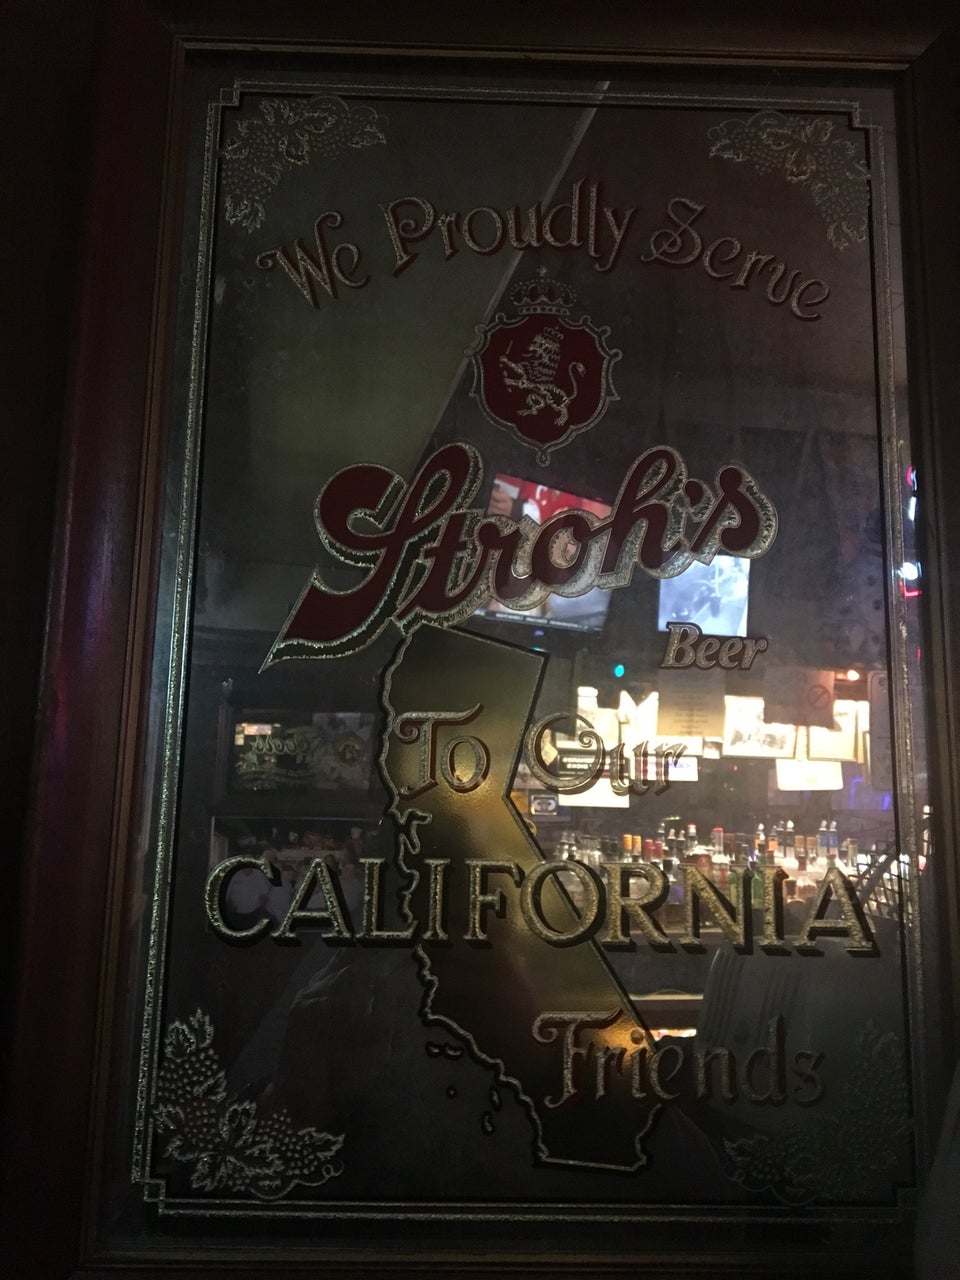 We Proudly Serve
Stroh's
Beer
To Our
CALIFORNIA
Friends